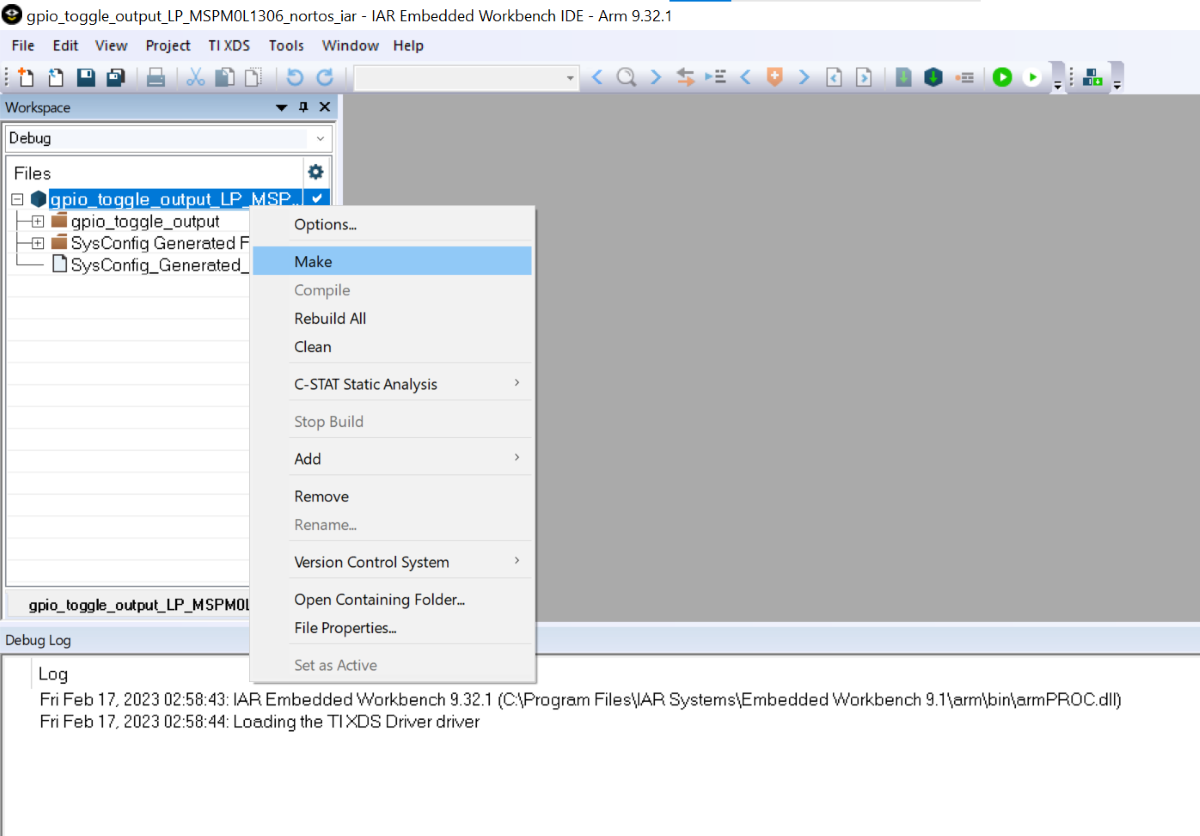 gpio_toggle_output_LP_MSPM0L1306_nortos_iar - IAR Embedded Workbench IDE - Arm 9.32.1
File Edit View Project TI XDS Tools Window Help
Workspace
Debug
Files
gpio_toggle_output_LP_MSP...
gpio_toggle_output
SysConfig Generated F
SysConfig_Generated_
Options...
Make
Compile
Rebuild All
Clean
C-STAT Static Analysis
Stop Build
Add
Remove
Rename...
Version Control System
Open Containing Folder...
File Properties...
Set as Active
gpio_toggle_output_LP_MSPM0L
Debug Log
Log
Fri Feb 17, 2023 02:58:43: IAR Embedded Workbench 9.32.1 (C:\Program Files\IAR Systems\Embedded Workbench 9.1\arm\bin\armPROC.dll)
Fri Feb 17, 2023 02:58:44: Loading the TI XDS Driver driver